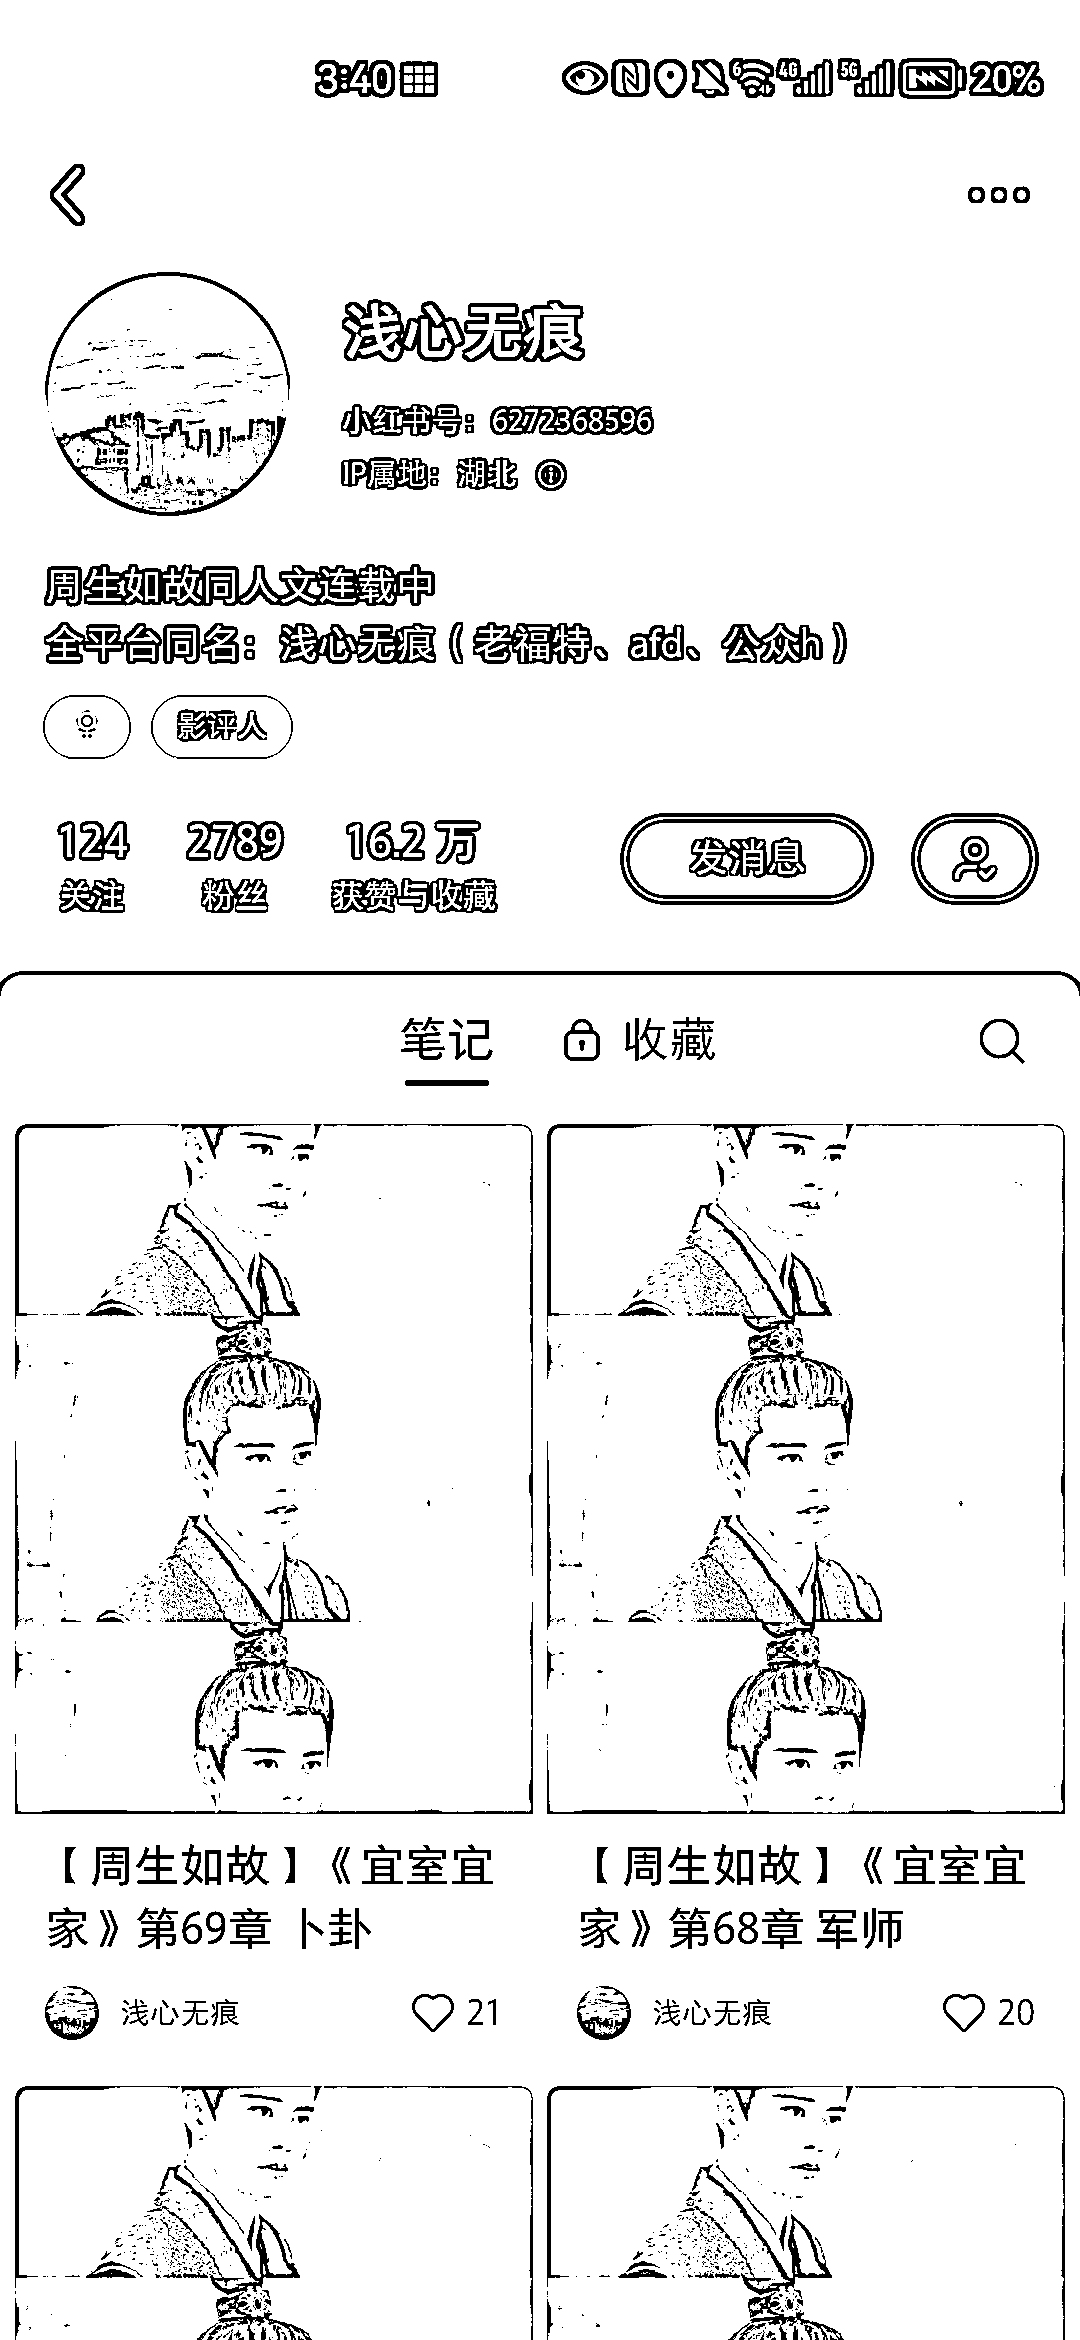 3:40 6 4G 5G 20%
浅心无痕
小红书号：6272368596
IP属地：湖北
周生如故同人文连载中
全平台同名：浅心无痕（老福特、afd、公众h）
影评人
124 2789 16.2万
关注 粉丝 获赞与收藏
发消息
笔记 收藏
【周生如故】《宜室宜家》第69章 卜卦
浅心无痕 21
【周生如故】《宜室宜家》第68章 军师
浅心无痕 20